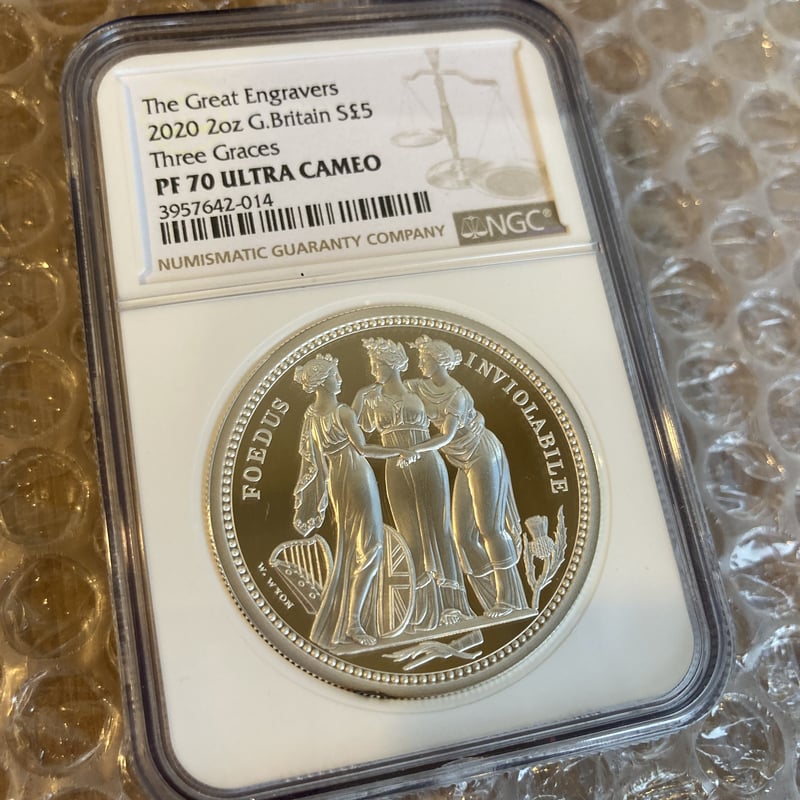 The Great Engravers
2020 2oz G.Britain S£5
Three Graces
PF 70 ULTRA CAMEO
3957642-014
NUMISMATIC GUARANTY COMPANY
NGC®
FOEDUS INVIOLABILE
W. WYON